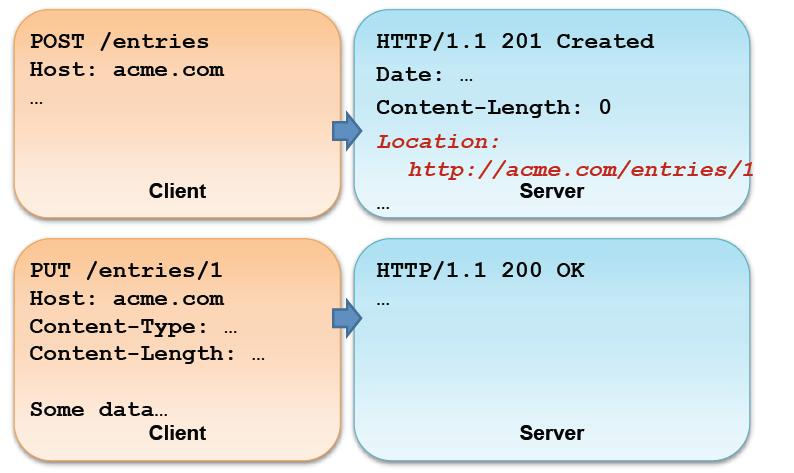 POST /entries
Host: acme.com
…
Client
HTTP/1.1 201 Created
Date: …
Content-Length: 0
Location:
http://acme.com/entries/1
Server
…
PUT /entries/1
Host: acme.com
Content-Type: …
Content-Length: …
Some data…
Client
HTTP/1.1 200 OK
…
Server